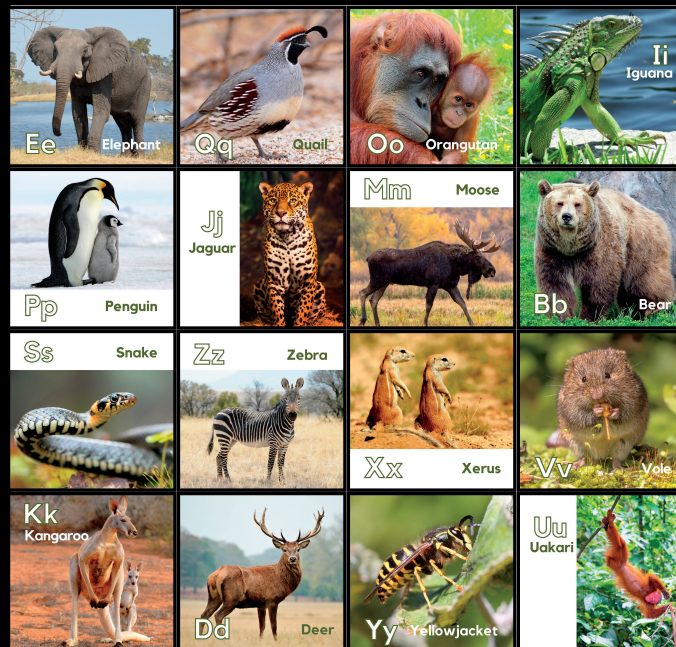 Ee
Elephant
Qq
Quail
Oo
Orangutan
Ii
Iguana
Pp
Penguin
Jj
Jaguar
Mm
Moose
Bb
Bear
Ss
Snake
Zz
Zebra
Xx
Xerus
Vv
Vole
Kk
Kangaroo
Dd
Deer
Yy
Yellowjacket
Uu
Uakari